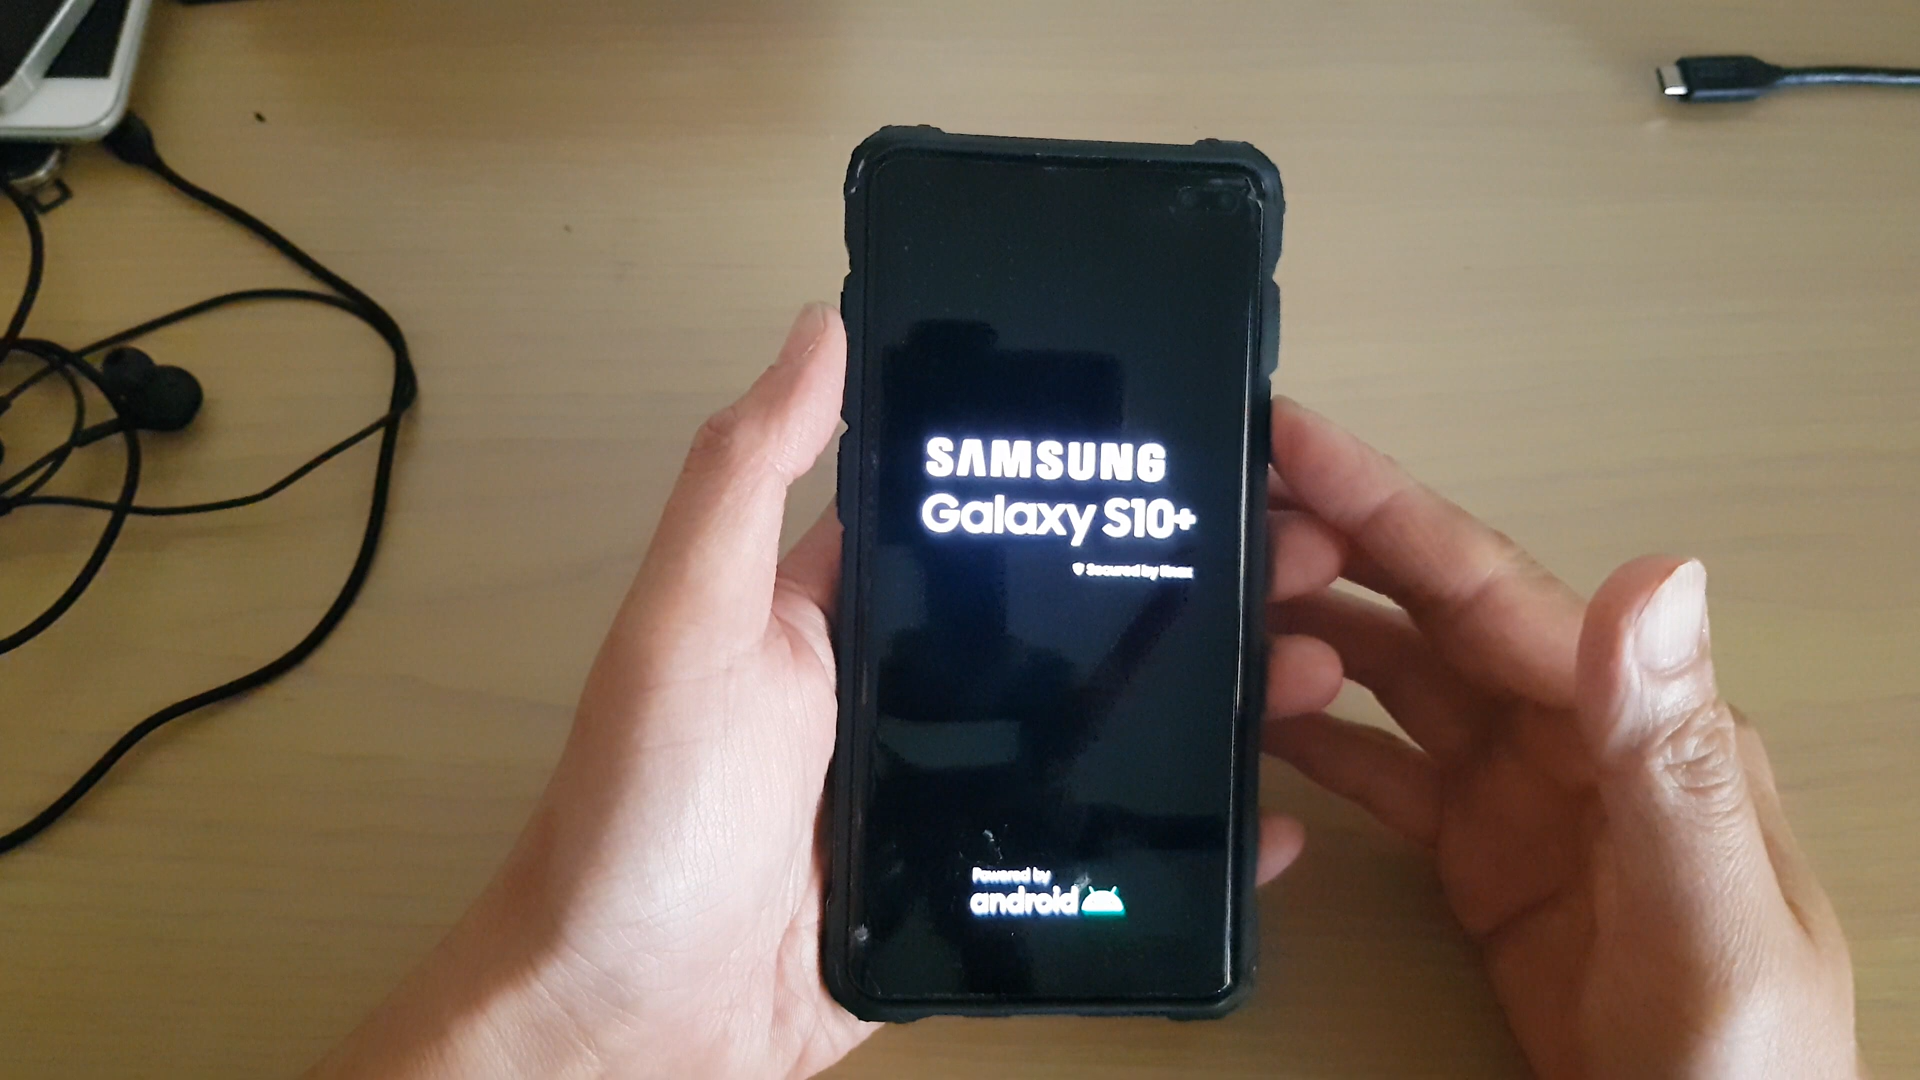 SAMSUNG
Galaxy S10+
Secured by Knox
Powered by
android